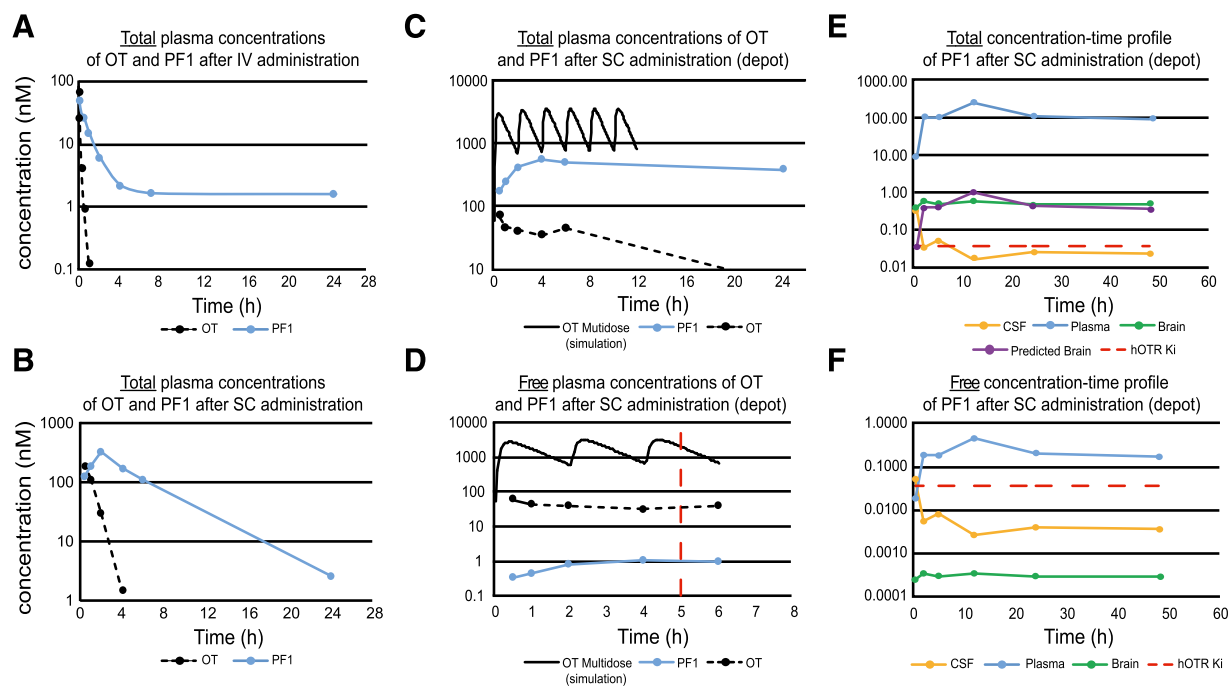 A
Total plasma concentrations
of OT and PF1 after IV administration
concentration (nM)
100
10
1
0.1
0 4 8 12 16 20 24 28
Time (h)
OT PF1
B
Total plasma concentrations
of OT and PF1 after SC administration
concentration (nM)
1000
100
10
1
0 4 8 12 16 20 24 28
Time (h)
OT PF1
C
Total plasma concentrations of OT
and PF1 after SC administration (depot)
10000
1000
100
10
0 4 8 12 16 20 24
Time (h)
OT Mutidose
(simulation)
PF1 OT
D
Free plasma concentrations of OT
and PF1 after SC administration (depot)
10000
1000
100
10
1
0.1
0 1 2 3 4 5 6 7 8
Time (h)
OT Multidose
(simulation)
PF1 OT
E
Total concentration-time profile
of PF1 after SC administration (depot)
1000.00
100.00
10.00
1.00
0.10
0.01
0 10 20 30 40 50 60
Time (h)
CSF Plasma Brain
Predicted Brain hOTR Ki
F
Free concentration-time profile
of PF1 after SC administration (depot)
1.0000
0.1000
0.0100
0.0010
0.0001
0 10 20 30 40 50 60
Time (h)
CSF Plasma Brain hOTR Ki